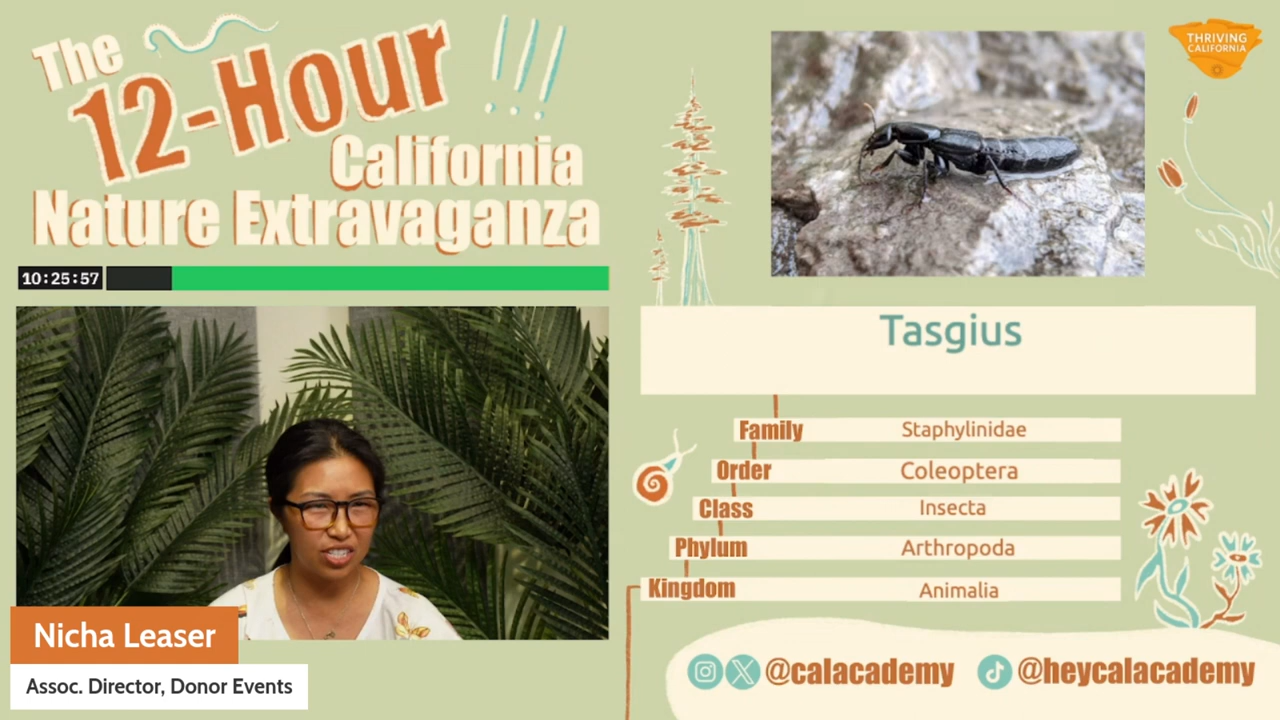 The
12-Hour
California
Nature Extravaganza
!!!
10:25:57
THRIVING
CALIFORNIA
Tasgius
Family Staphylinidae
Order Coleoptera
Class Insecta
Phylum Arthropoda
Kingdom Animalia
Nicha Leaser
Assoc. Director, Donor Events
@calacademy @heycalacademy